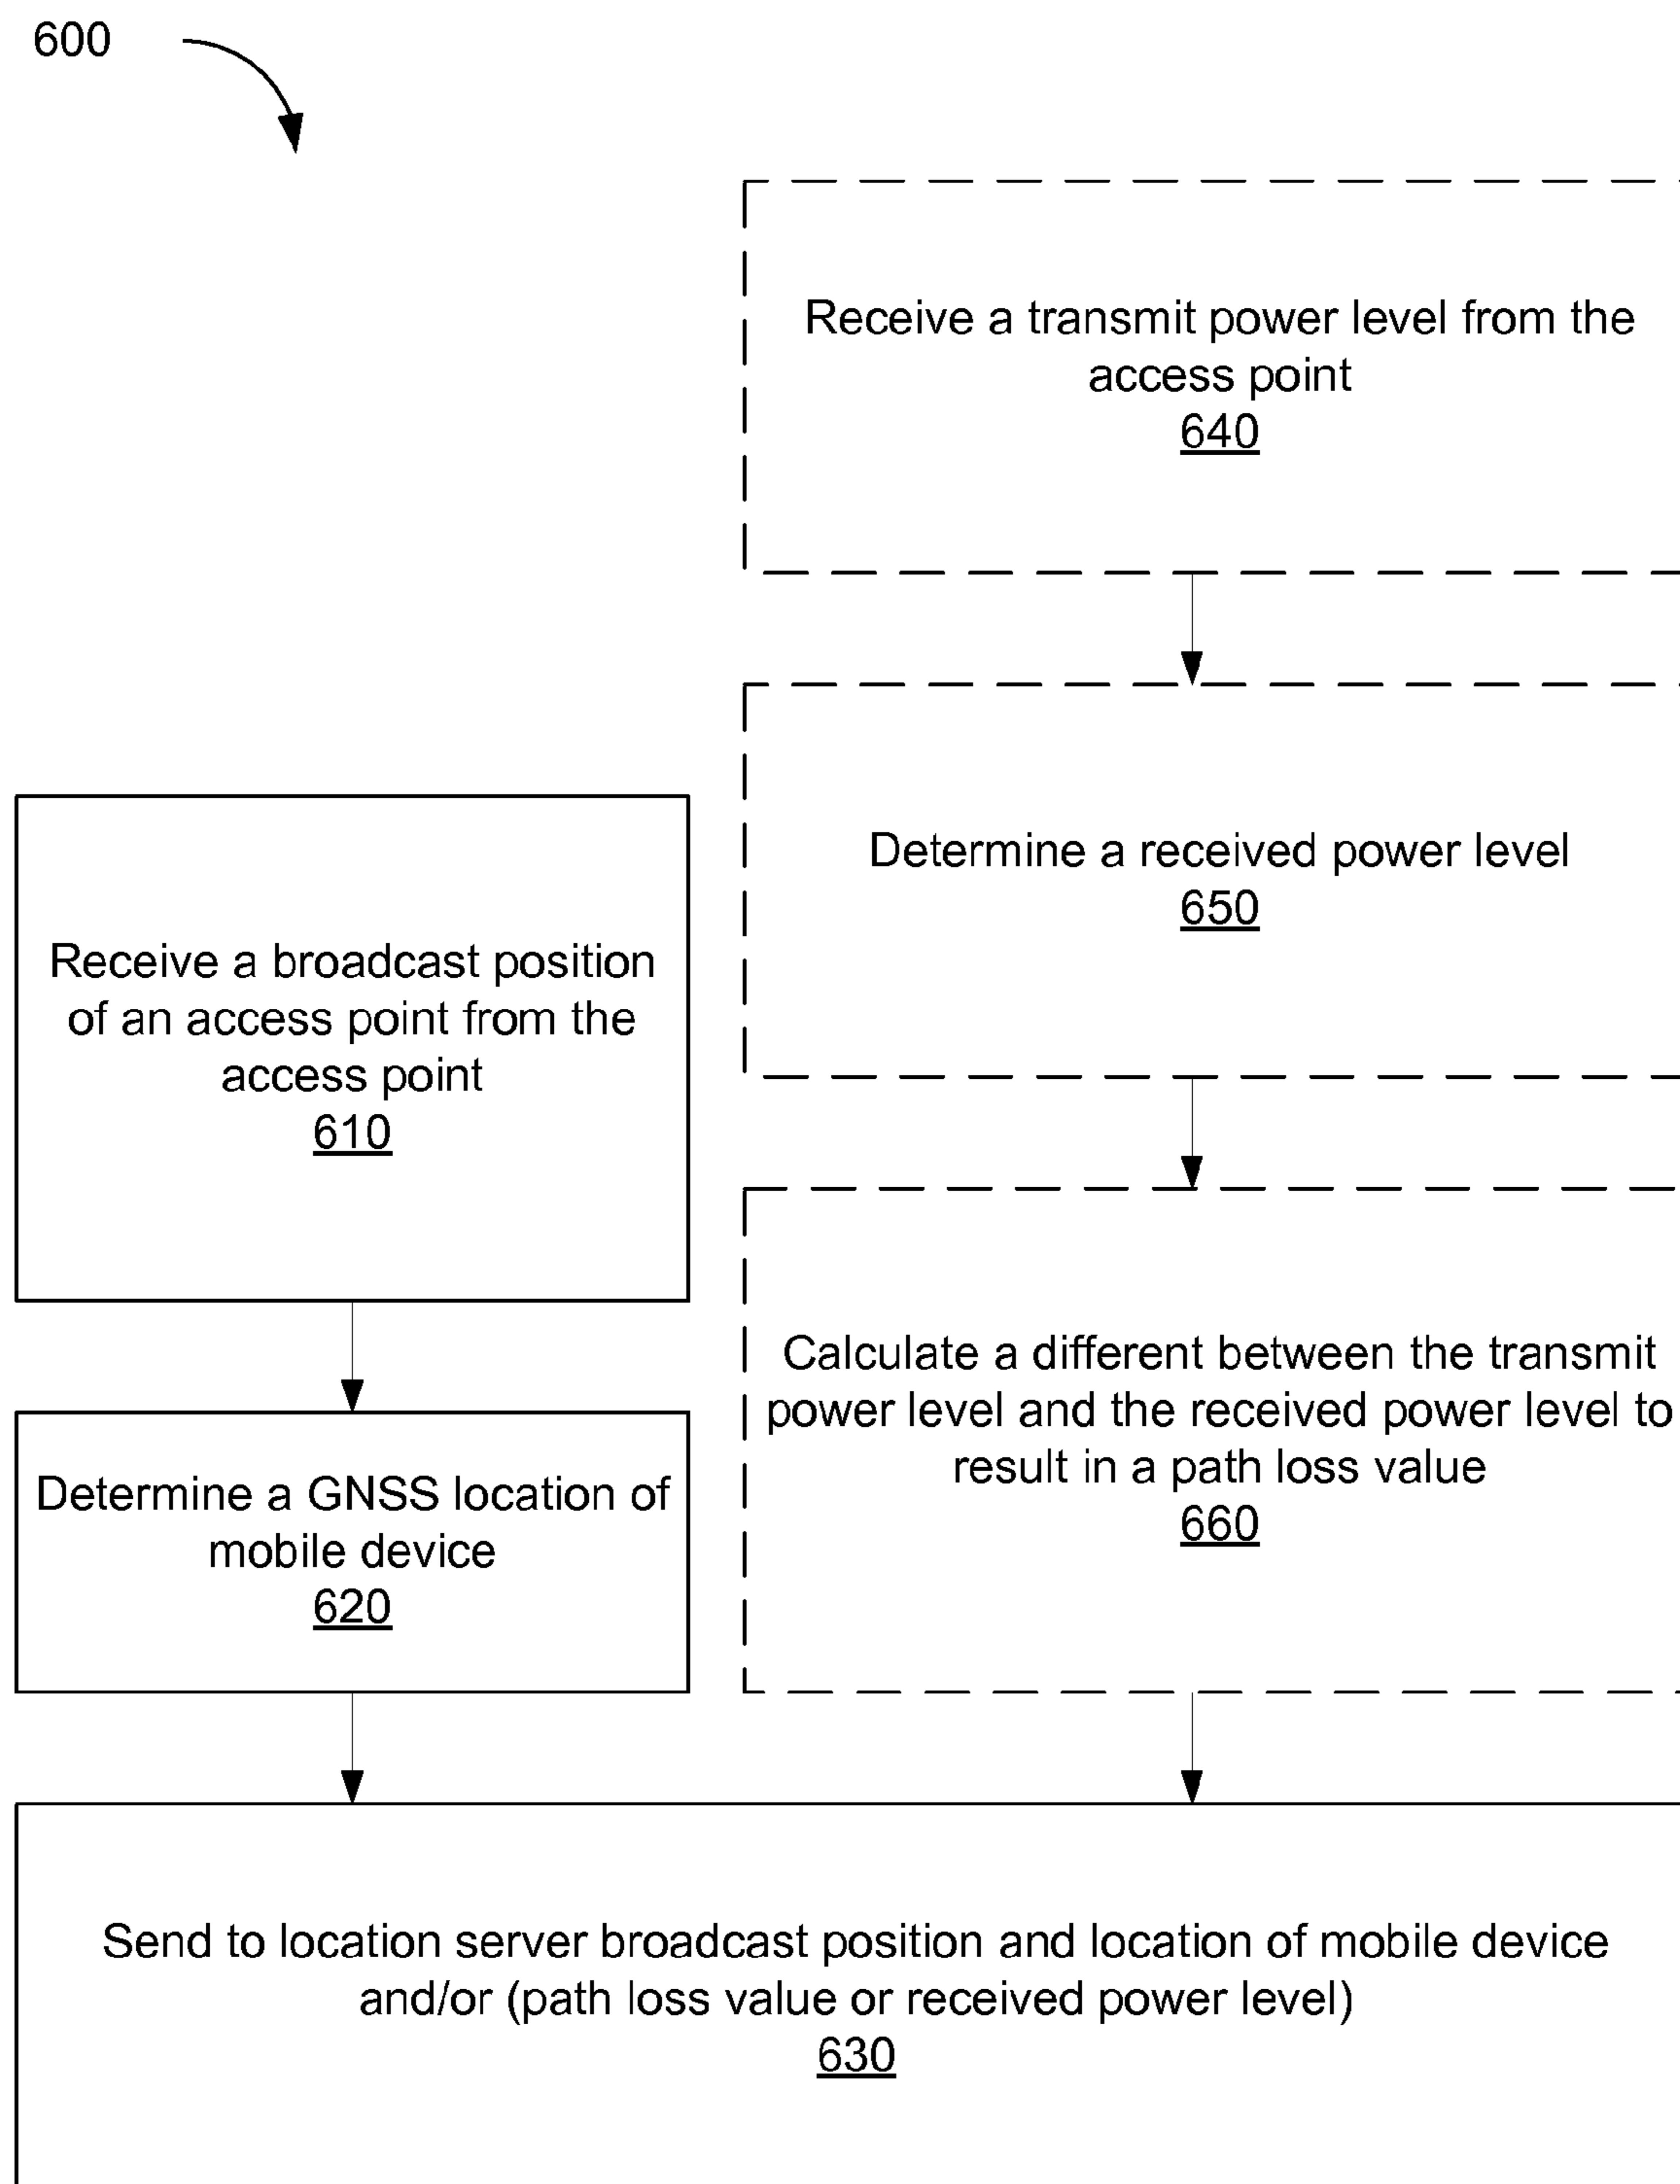 600
Receive a transmit power level from the
access point
640
Determine a received power level
650
Receive a broadcast position
of an access point from the
access point
610
Calculate a different between the transmit
power level and the received power level to
result in a path loss value
660
Determine a GNSS location of
mobile device
620
Send to location server broadcast position and location of mobile device
and/or (path loss value or received power level)
630